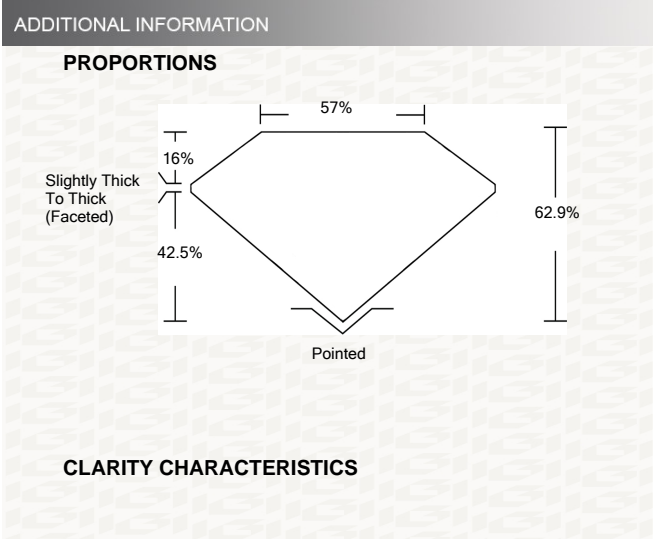 ADDITIONAL INFORMATION
PROPORTIONS
57%
16%
Slightly Thick
To Thick
(Faceted)
62.9%
42.5%
Pointed
CLARITY CHARACTERISTICS